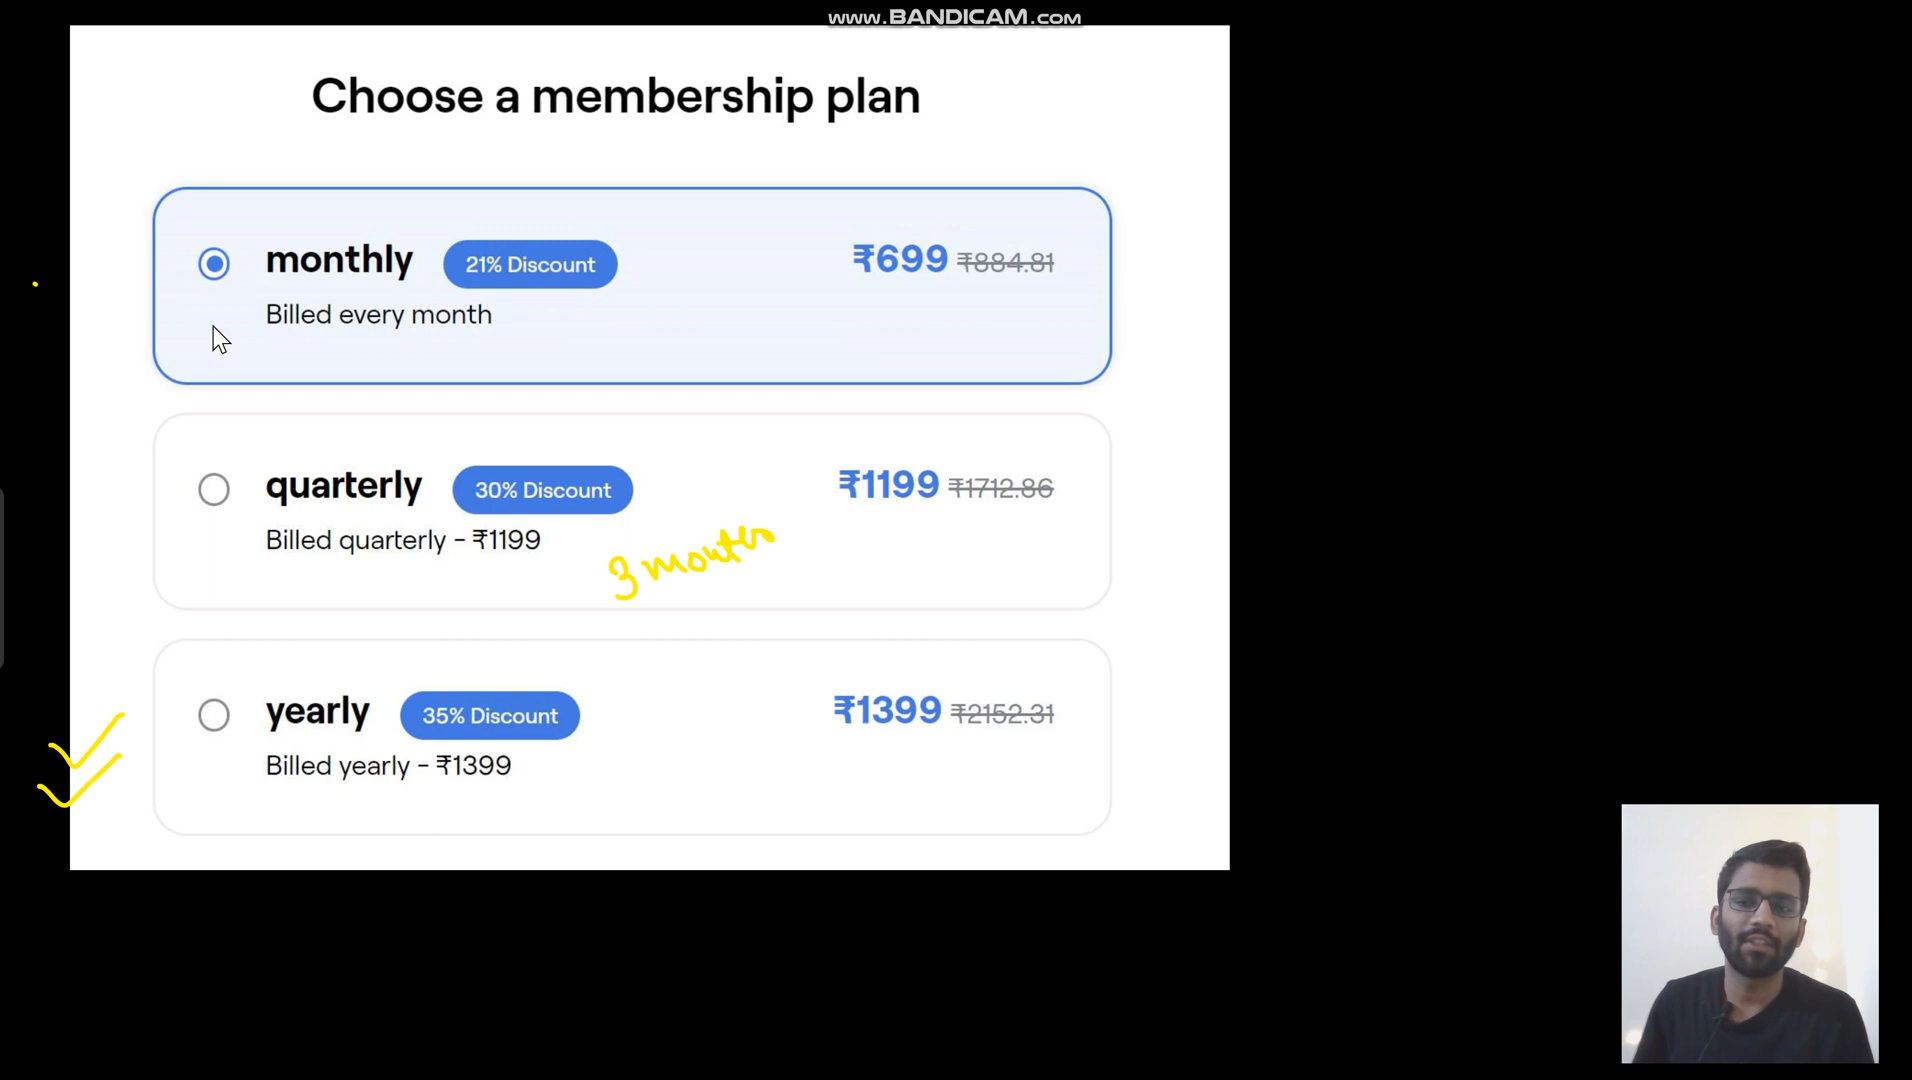 www.BANDICAM.com
Choose a membership plan
monthly 21% Discount ₹699 ₹884.81
Billed every month
quarterly 30% Discount ₹1199 ₹1712.86
Billed quarterly - ₹1199
3 months
yearly 35% Discount ₹1399 ₹2152.31
Billed yearly - ₹1399